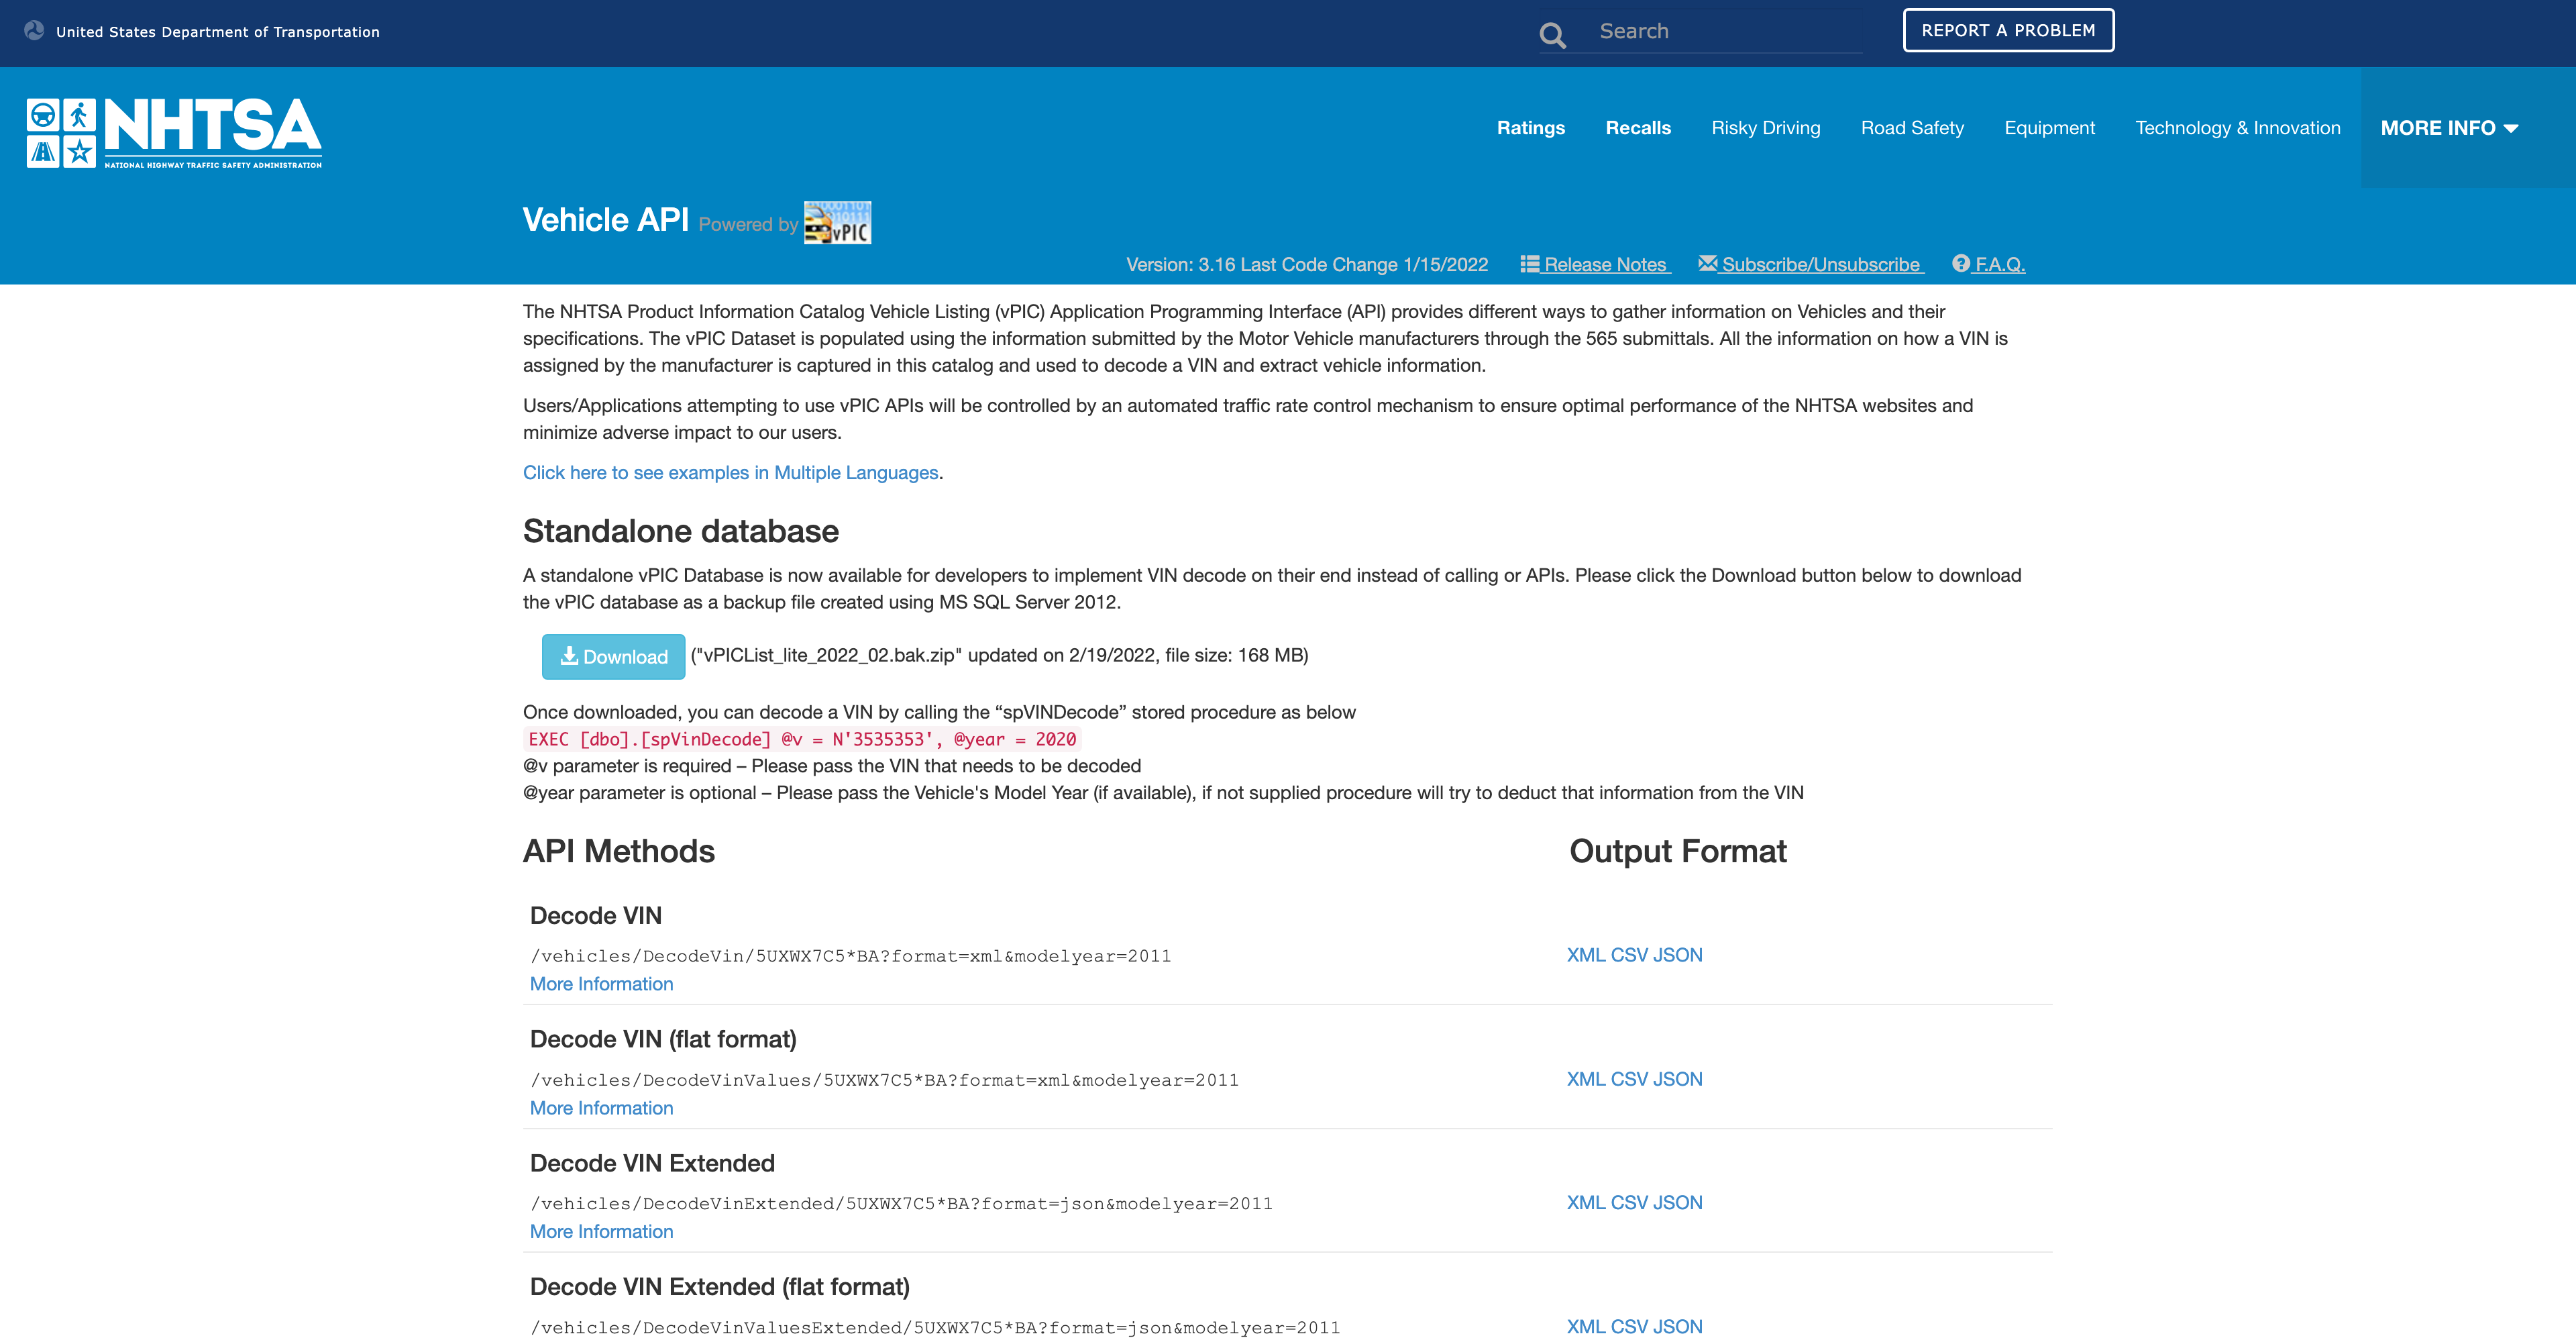 United States Department of Transportation
Search
REPORT A PROBLEM
NHTSA
NATIONAL HIGHWAY TRAFFIC SAFETY ADMINISTRATION
Ratings
Recalls
Risky Driving
Road Safety
Equipment
Technology & Innovation
MORE INFO
Vehicle API Powered by vPIC
Version: 3.16 Last Code Change 1/15/2022
Release Notes
Subscribe/Unsubscribe
F.A.Q.
The NHTSA Product Information Catalog Vehicle Listing (vPIC) Application Programming Interface (API) provides different ways to gather information on Vehicles and their
specifications. The vPIC Dataset is populated using the information submitted by the Motor Vehicle manufacturers through the 565 submittals. All the information on how a VIN is
assigned by the manufacturer is captured in this catalog and used to decode a VIN and extract vehicle information.
Users/Applications attempting to use vPIC APIs will be controlled by an automated traffic rate control mechanism to ensure optimal performance of the NHTSA websites and
minimize adverse impact to our users.
Click here to see examples in Multiple Languages.
Standalone database
A standalone vPIC Database is now available for developers to implement VIN decode on their end instead of calling or APIs. Please click the Download button below to download
the vPIC database as a backup file created using MS SQL Server 2012.
Download ("vPICList_lite_2022_02.bak.zip" updated on 2/19/2022, file size: 168 MB)
Once downloaded, you can decode a VIN by calling the “spVINDecode” stored procedure as below
EXEC [dbo].[spVinDecode] @v = N'3535353', @year = 2020
@v parameter is required – Please pass the VIN that needs to be decoded
@year parameter is optional – Please pass the Vehicle's Model Year (if available), if not supplied procedure will try to deduct that information from the VIN
API Methods
Output Format
Decode VIN
/vehicles/DecodeVin/5UXWX7C5*BA?format=xml&modelyear=2011
XML CSV JSON
More Information
Decode VIN (flat format)
/vehicles/DecodeVinValues/5UXWX7C5*BA?format=xml&modelyear=2011
XML CSV JSON
More Information
Decode VIN Extended
/vehicles/DecodeVinExtended/5UXWX7C5*BA?format=json&modelyear=2011
XML CSV JSON
More Information
Decode VIN Extended (flat format)
/vehicles/DecodeVinValuesExtended/5UXWX7C5*BA?format=json&modelyear=2011
XML CSV JSON